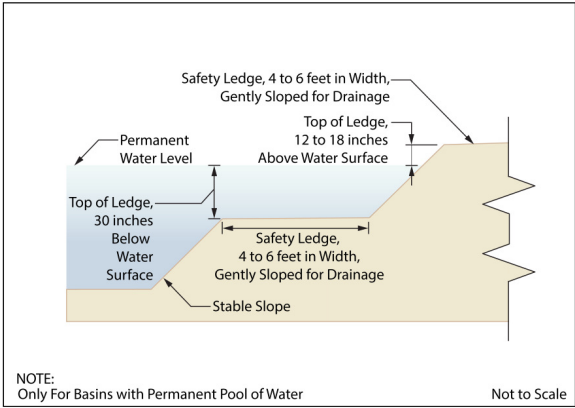 Safety Ledge, 4 to 6 feet in Width,
Gently Sloped for Drainage
Top of Ledge,
12 to 18 inches
Above Water Surface
Permanent
Water Level
Top of Ledge,
30 inches
Below
Water
Surface
Safety Ledge,
4 to 6 feet in Width,
Gently Sloped for Drainage
Stable Slope
NOTE:
Only For Basins with Permanent Pool of Water
Not to Scale